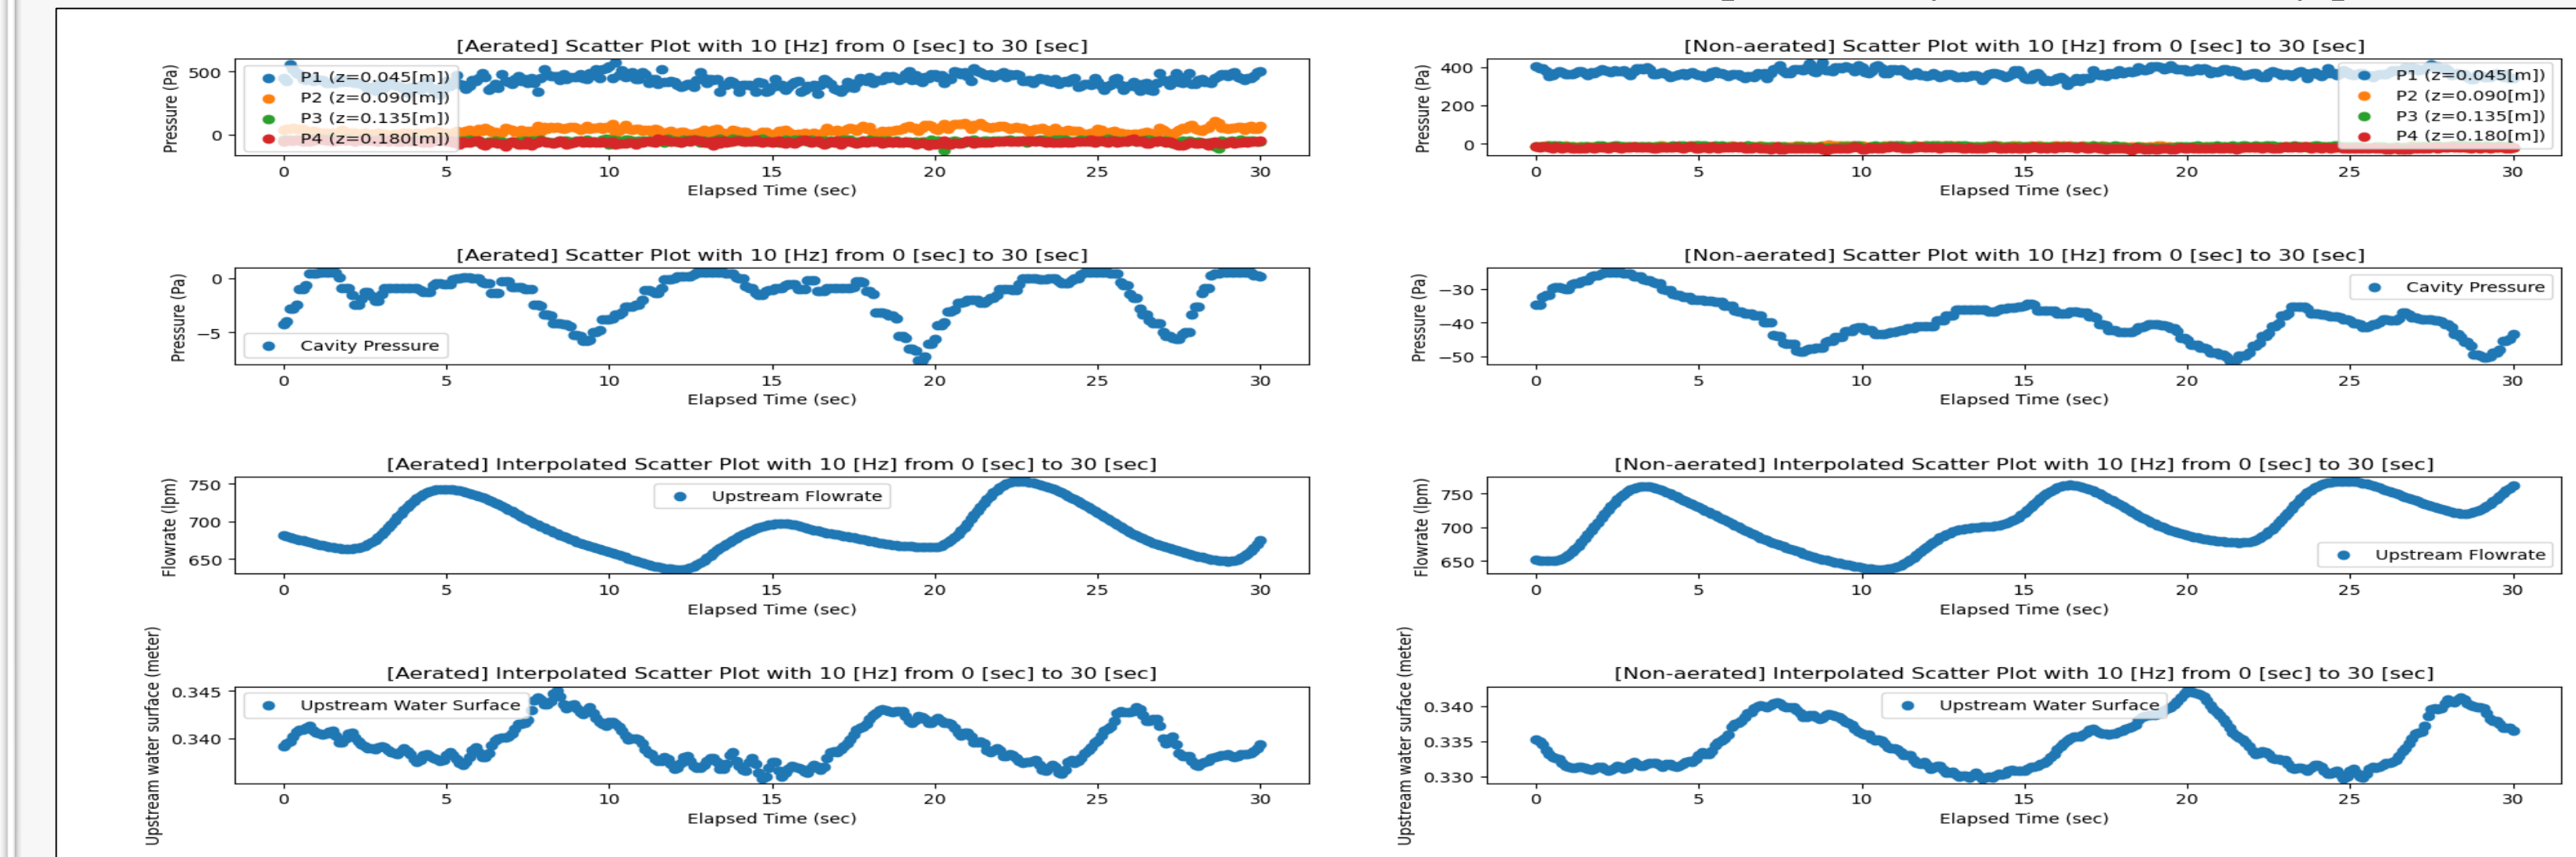 [Aerated] Scatter Plot with 10 [Hz] from 0 [sec] to 30 [sec]
Pressure (Pa)
500
0
P1 (z=0.045[m])
P2 (z=0.090[m])
P3 (z=0.135[m])
P4 (z=0.180[m])
0 5 10 15 20 25 30
Elapsed Time (sec)
[Non-aerated] Scatter Plot with 10 [Hz] from 0 [sec] to 30 [sec]
Pressure (Pa)
400
200
0
P1 (z=0.045[m])
P2 (z=0.090[m])
P3 (z=0.135[m])
P4 (z=0.180[m])
0 5 10 15 20 25 30
Elapsed Time (sec)
[Aerated] Scatter Plot with 10 [Hz] from 0 [sec] to 30 [sec]
Pressure (Pa)
0
−5
Cavity Pressure
0 5 10 15 20 25 30
Elapsed Time (sec)
[Non-aerated] Scatter Plot with 10 [Hz] from 0 [sec] to 30 [sec]
Pressure (Pa)
−30
−40
−50
Cavity Pressure
0 5 10 15 20 25 30
Elapsed Time (sec)
[Aerated] Interpolated Scatter Plot with 10 [Hz] from 0 [sec] to 30 [sec]
Flowrate (lpm)
750
700
650
Upstream Flowrate
0 5 10 15 20 25 30
Elapsed Time (sec)
[Non-aerated] Interpolated Scatter Plot with 10 [Hz] from 0 [sec] to 30 [sec]
Flowrate (lpm)
750
700
650
Upstream Flowrate
0 5 10 15 20 25 30
Elapsed Time (sec)
[Aerated] Interpolated Scatter Plot with 10 [Hz] from 0 [sec] to 30 [sec]
Upstream water surface (meter)
0.345
0.340
Upstream Water Surface
0 5 10 15 20 25 30
Elapsed Time (sec)
[Non-aerated] Interpolated Scatter Plot with 10 [Hz] from 0 [sec] to 30 [sec]
Upstream water surface (meter)
0.340
0.335
0.330
Upstream Water Surface
0 5 10 15 20 25 30
Elapsed Time (sec)